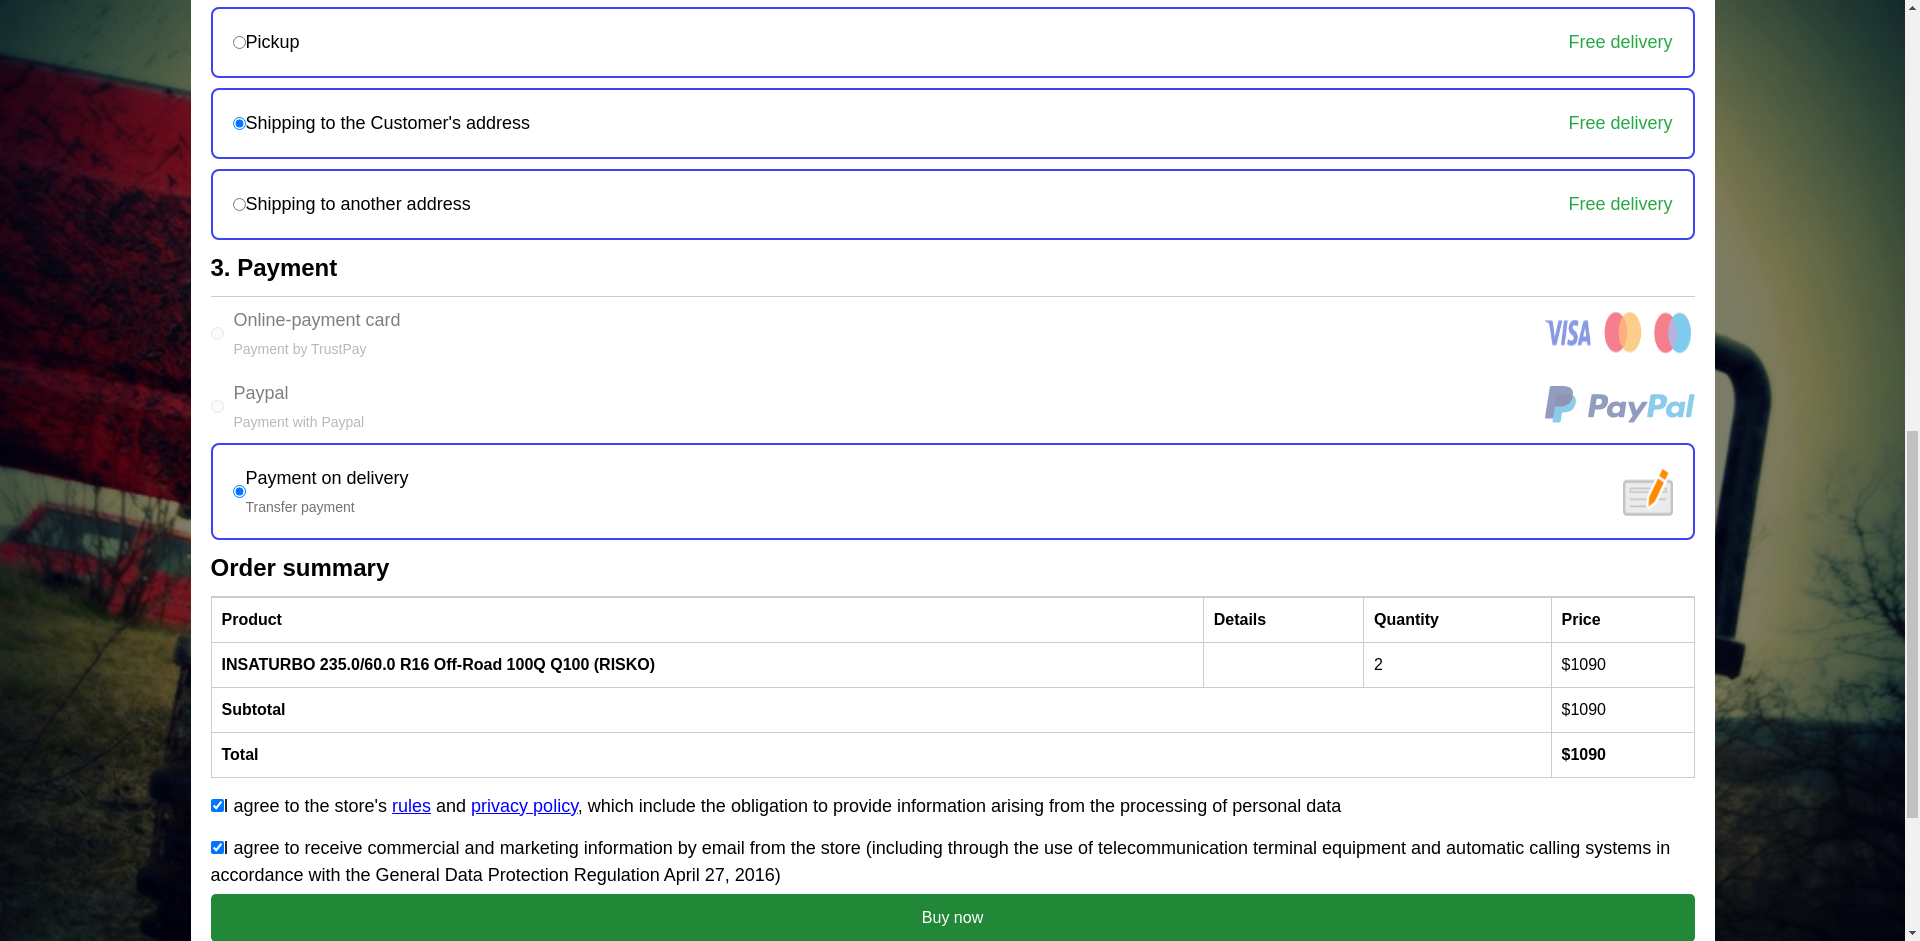 Pickup
Free delivery
Shipping to the Customer's address
Free delivery
Shipping to another address
Free delivery
3. Payment
Online-payment card
Payment by TrustPay
VISA
Paypal
Payment with Paypal
PayPal
Payment on delivery
Transfer payment
Order summary
Product Details Quantity Price
INSATURBO 235.0/60.0 R16 Off-Road 100Q Q100 (RISKO) 2 $1090
Subtotal $1090
Total $1090
I agree to the store's rules and privacy policy, which include the obligation to provide information arising from the processing of personal data
I agree to receive commercial and marketing information by email from the store (including through the use of telecommunication terminal equipment and automatic calling systems in
accordance with the General Data Protection Regulation April 27, 2016)
Buy now